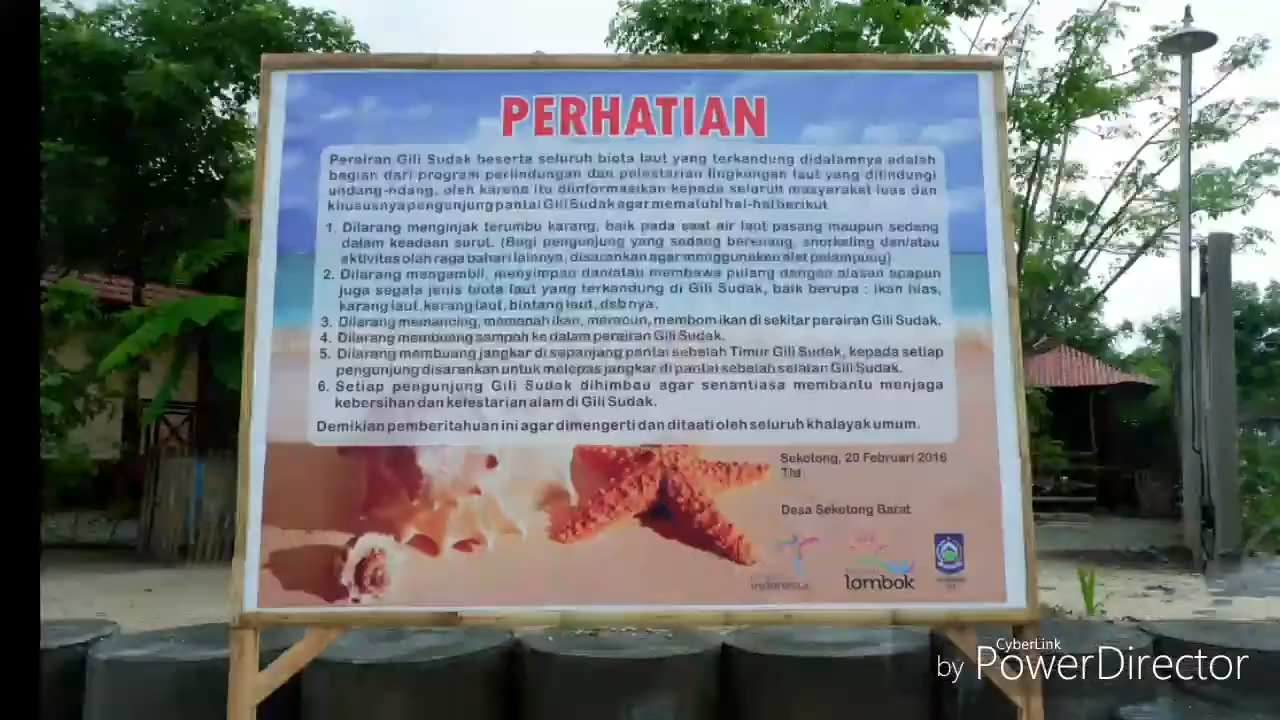 PERHATIAN
Perairan Gili Sudak beserta seluruh biota laut yang terkandung didalamnya adalah
bagian dari program perlindungan dan pelestarian lingkungan laut yang dilindungi
undang-ndang, oleh karena itu diinformasikan kepada seluruh masyarakat luas dan
khususnya pengunjung pantai Gili Sudak agar mematuhi hal-hal berikut
1. Dilarang menginjak terumbu karang, baik pada saat air laut pasang maupun sedang
dalam keadaan surut. (Bagi pengunjung yang sedang berenang, snorkeling dan/atau
aktivitas olah raga bahari lainnya, disarankan agar menggunakan alat pelampung)
2. Dilarang mengambil, menyimpan dan/atau membawa pulang dengan alasan apapun
juga segala jenis biota laut yang terkandung di Gili Sudak, baik berupa : ikan hias,
karang laut, kerang laut, bintang laut, dsb nya.
3. Dilarang memancing, memanah ikan, meracun, membom ikan di sekitar perairan Gili Sudak.
4. Dilarang membuang sampah ke dalam perairan Gili Sudak.
5. Dilarang membuang jangkar di sepanjang pantai sebelah Timur Gili Sudak, kepada setiap
pengunjung disarankan untuk melepas jangkar di pantai sebelah selatan Gili Sudak.
6. Setiap pengunjung Gili Sudak dihimbau agar senantiasa membantu menjaga
kebersihan dan kelestarian alam di Gili Sudak.
Demikian pemberitahuan ini agar dimengerti dan ditaati oleh seluruh khalayak umum.
Sekotong, 20 Februari 2016
Ttd
Desa Sekotong Barat
indonesia
lombok
CyberLink
by PowerDirector